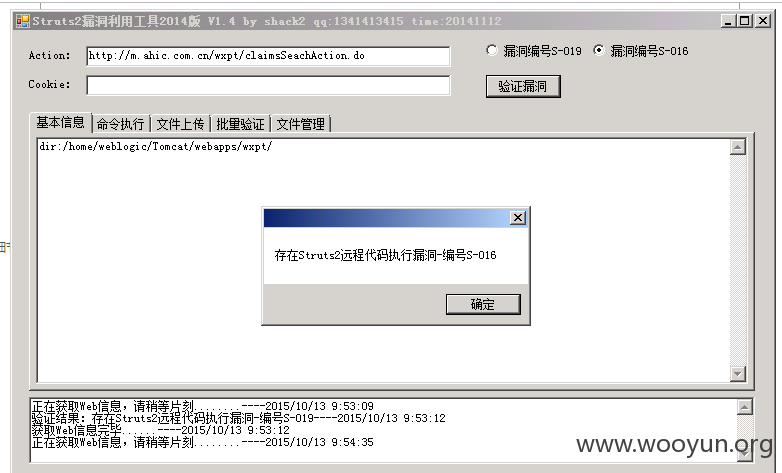 Struts2漏洞利用工具2014版 V1.4 by shack2 qq:1341413415 time:20141112
Action: http://m.ahic.com.cn/wxpt/claimsSeachAction.do
漏洞编号S-019 漏洞编号S-016
Cookie:
验证漏洞
基本信息 命令执行 文件上传 批量验证 文件管理
dir:/home/weblogic/Tomcat/webapps/wxpt/
存在Struts2远程代码执行漏洞-编号S-016
确定
正在获取Web信息，请稍等片刻........----2015/10/13 9:53:09
验证结果：存在Struts2远程代码执行漏洞-编号S-019----2015/10/13 9:53:12
获取Web信息完毕......----2015/10/13 9:53:12
正在获取Web信息，请稍等片刻........----2015/10/13 9:54:35
www.wooyun.org